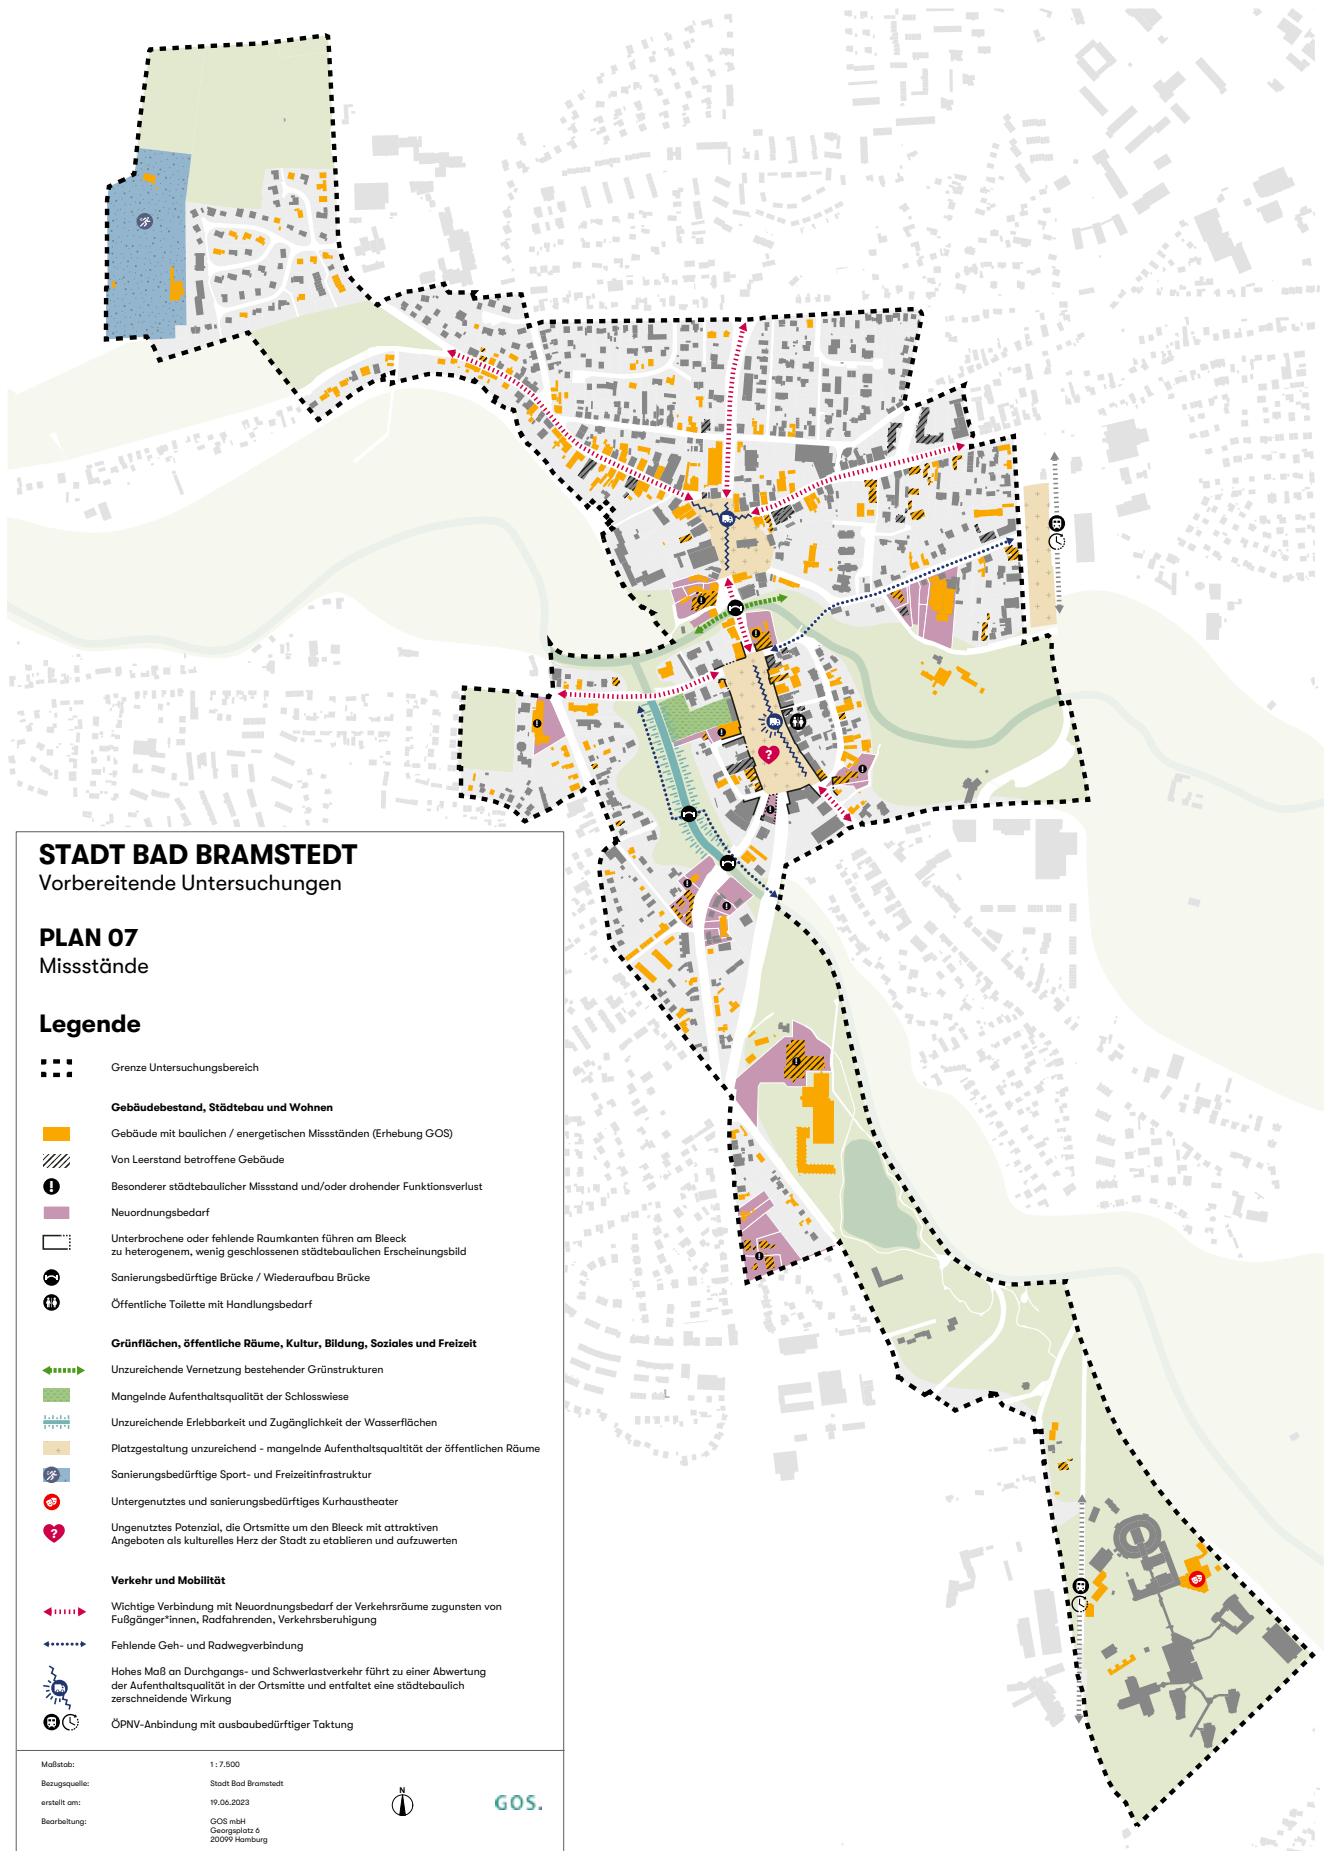 STADT BAD BRAMSTEDT
Vorbereitende Untersuchungen
PLAN 07
Missstände
Legende
Grenze Untersuchungsbereich
Gebäudebestand, Städtebau und Wohnen
Gebäude mit baulichen / energetischen Missständen (Erhebung GOS)
Von Leerstand betroffene Gebäude
Besonderer städtebaulicher Missstand und/oder drohender Funktionsverlust
Neuordnungsbedarf
Unterbrochene oder fehlende Raumkanten führen am Bleeck
zu heterogenem, wenig geschlossenen städtebaulichen Erscheinungsbild
Sanierungsbedürftige Brücke / Wiederaufbau Brücke
Öffentliche Toilette mit Handlungsbedarf
Grünflächen, öffentliche Räume, Kultur, Bildung, Soziales und Freizeit
Unzureichende Vernetzung bestehender Grünstrukturen
Mangelnde Aufenthaltsqualität der Schlosswiese
Unzureichende Erlebbarkeit und Zugänglichkeit der Wasserflächen
Platzgestaltung unzureichend - mangelnde Aufenthaltsqualtität der öffentlichen Räume
Sanierungsbedürftige Sport- und Freizeitinfrastruktur
Untergenutztes und sanierungsbedürftiges Kurhaustheater
Ungenutztes Potenzial, die Ortsmitte um den Bleeck mit attraktiven
Angeboten als kulturelles Herz der Stadt zu etablieren und aufzuwerten
Verkehr und Mobilität
Wichtige Verbindung mit Neuordnungsbedarf der Verkehrsräume zugunsten von
Fußgänger*innen, Radfahrenden, Verkehrsberuhigung
Fehlende Geh- und Radwegverbindung
Hohes Maß an Durchgangs- und Schwerlastverkehr führt zu einer Abwertung
der Aufenthaltsqualität in der Ortsmitte und entfaltet eine städtebaulich
zerschneidende Wirkung
ÖPNV-Anbindung mit ausbaubedürftiger Taktung
Maßstab: 1 : 7.500
Bezugsquelle: Stadt Bad Bramstedt
erstellt am: 19.06.2023
Bearbeitung: GOS mbH
Georgsplatz 6
20099 Hamburg
N
GOS.